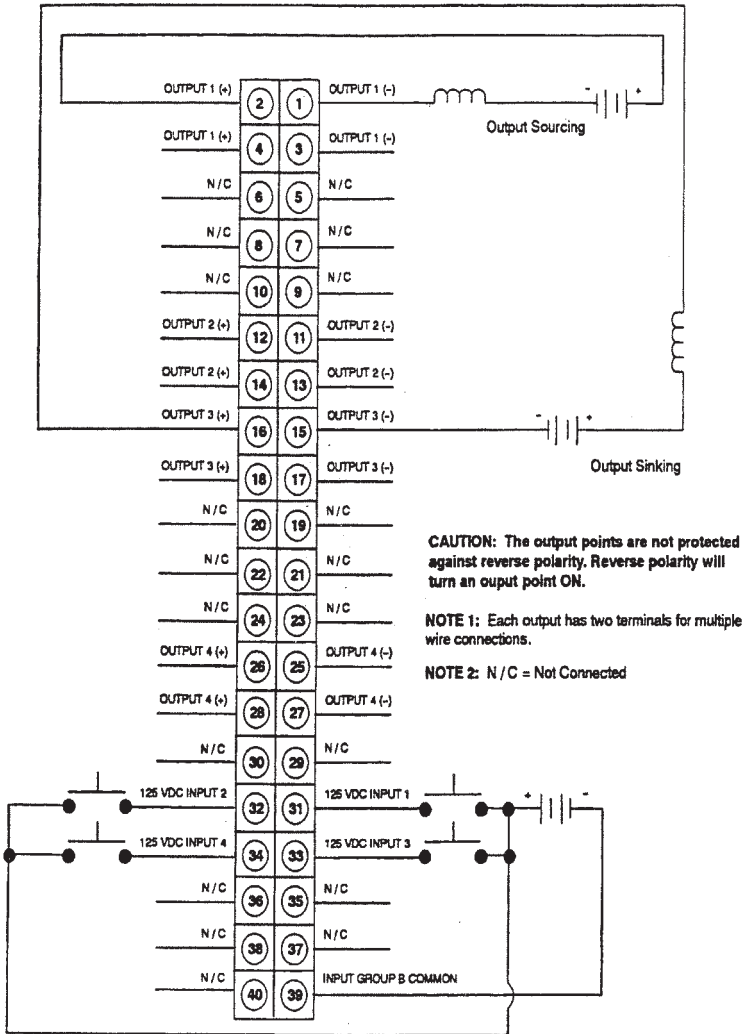 OUTPUT 1 (+) 2 1 OUTPUT 1 (–) - +
Output Sourcing
OUTPUT 1 (+) 4 3 OUTPUT 1 (–)
N/C 6 5 N/C
N/C 8 7 N/C
N/C 10 9 N/C
OUTPUT 2 (+) 12 11 OUTPUT 2 (–)
OUTPUT 2 (+) 14 13 OUTPUT 2 (–)
OUTPUT 3 (+) 16 15 OUTPUT 3 (–) - +
Output Sinking
OUTPUT 3 (+) 18 17 OUTPUT 3 (–)
N/C 20 19 N/C
N/C 22 21 N/C
N/C 24 23 N/C
OUTPUT 4 (+) 26 25 OUTPUT 4 (–)
OUTPUT 4 (+) 28 27 OUTPUT 4 (–)
N/C 30 29 N/C
CAUTION: The output points are not protected
against reverse polarity. Reverse polarity will
turn an ouput point ON.
NOTE 1: Each output has two terminals for multiple
wire connections.
NOTE 2: N / C = Not Connected
125 VDC INPUT 2 32 31 125 VDC INPUT 1 + -
125 VDC INPUT 4 34 33 125 VDC INPUT 3
N/C 36 35 N/C
N/C 38 37 N/C
N/C 40 39 INPUT GROUP B COMMON